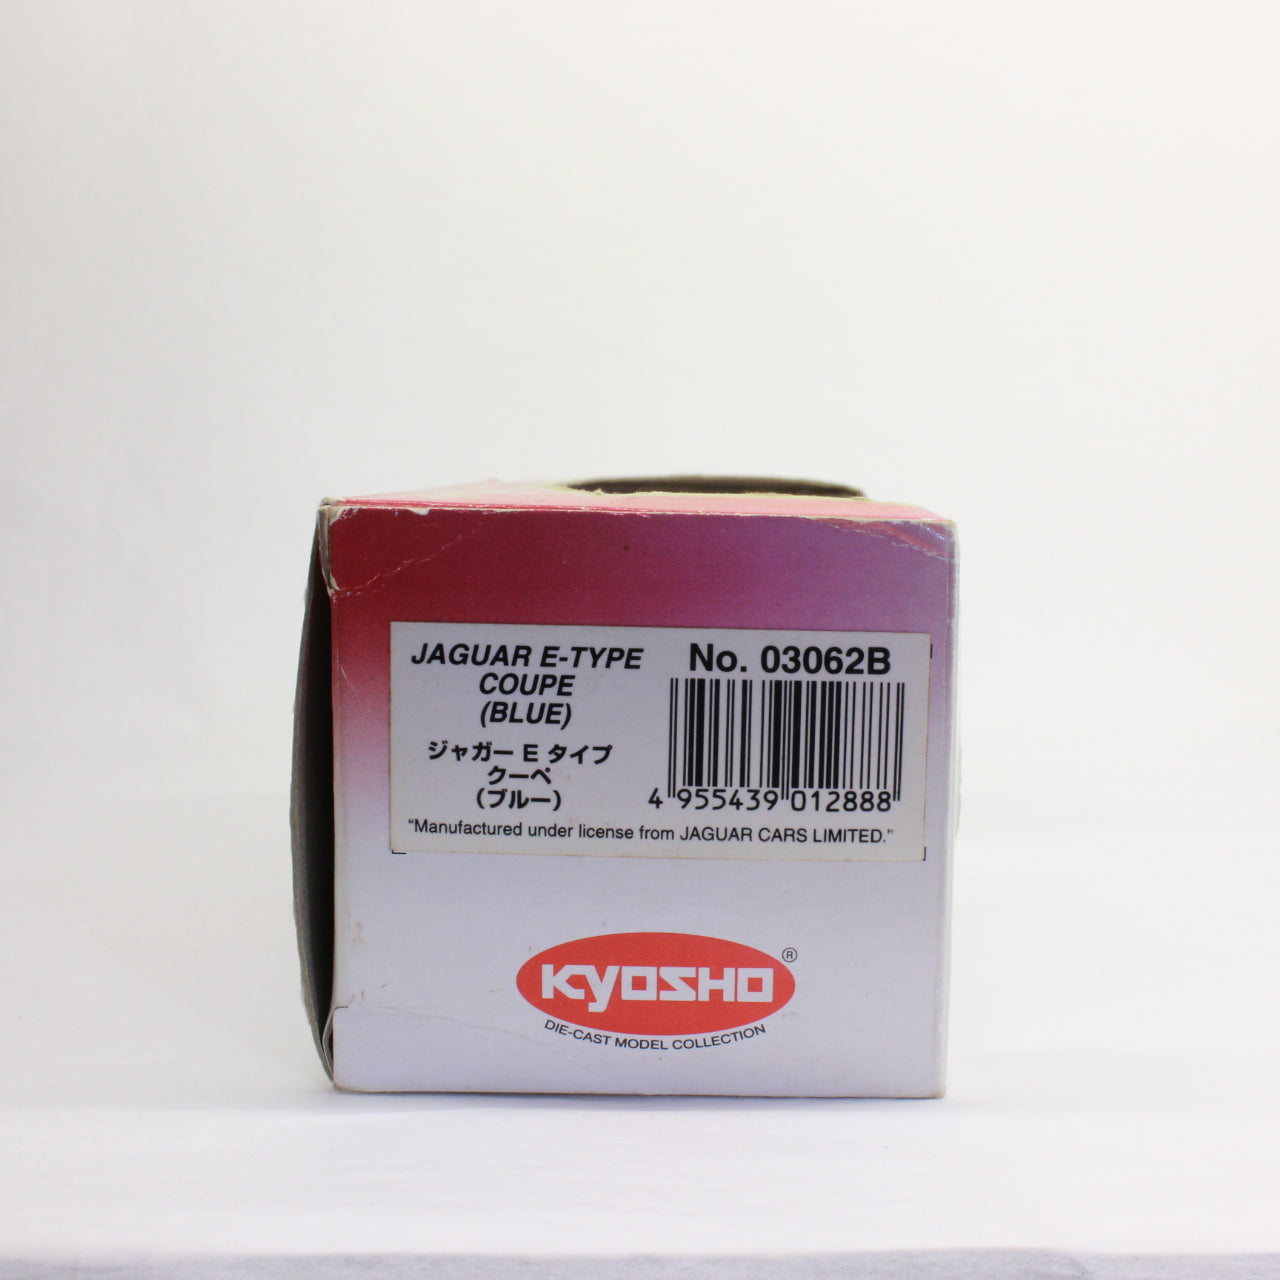 JAGUAR E-TYPE
COUPE
(BLUE)
ジャガー E タイプ
クーペ
（ブルー）
No. 03062B
4 955439 012888
“Manufactured under license from JAGUAR CARS LIMITED.”
KYOSHO ®
DIE-CAST MODEL COLLECTION